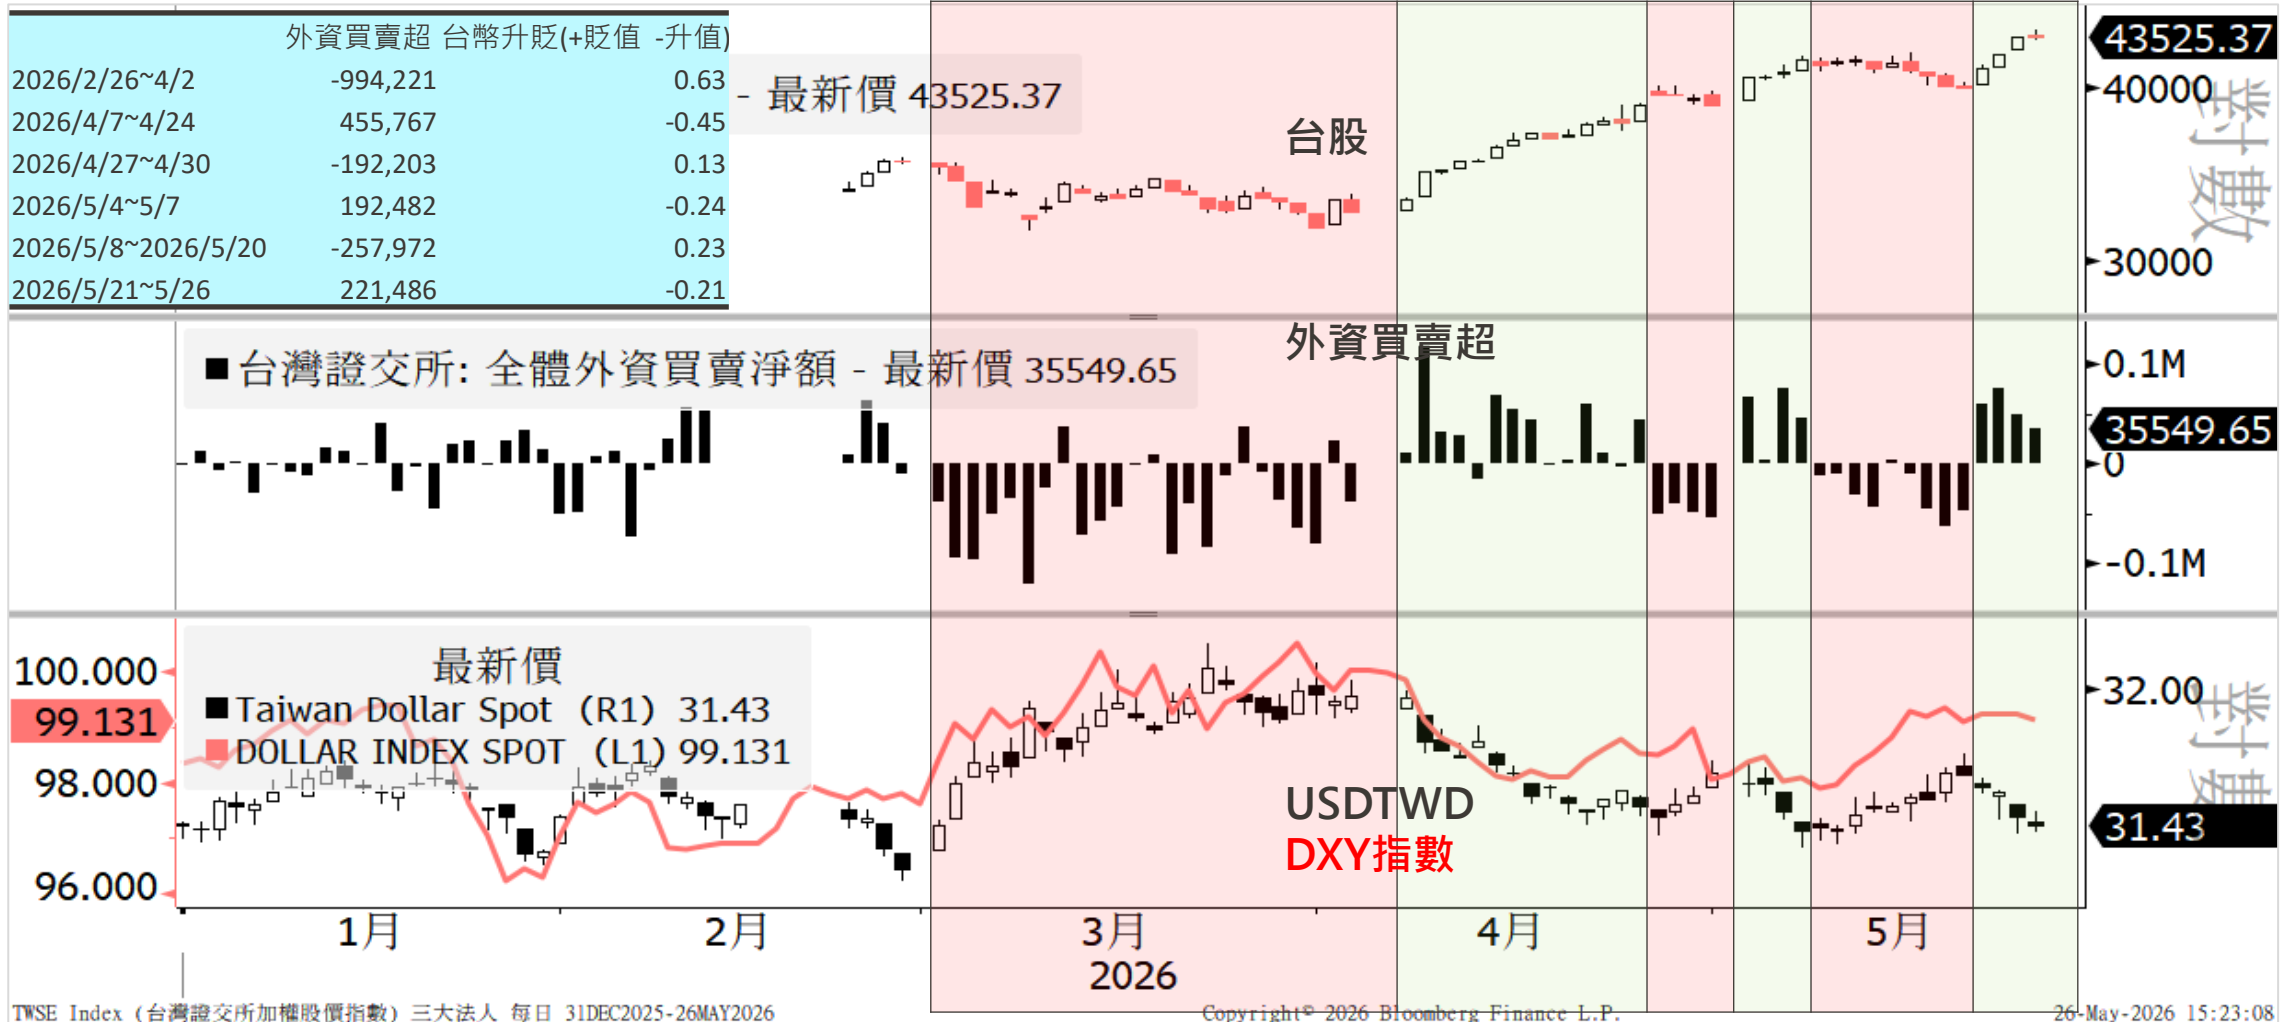 外資買賣超 台幣升貶(+貶值 -升值)
2026/2/26~4/2 -994,221 0.63
2026/4/7~4/24 455,767 -0.45
2026/4/27~4/30 -192,203 0.13
2026/5/4~5/7 192,482 -0.24
2026/5/8~2026/5/20 -257,972 0.23
2026/5/21~5/26 221,486 -0.21
- 最新價 43525.37
台股
43525.37
40000
30000
對數
外資買賣超
■ 台灣證交所: 全體外資買賣淨額 - 最新價 35549.65
0.1M
35549.65
0
-0.1M
最新價
■ Taiwan Dollar Spot (R1) 31.43
■ DOLLAR INDEX SPOT (L1) 99.131
100.000
99.131
98.000
96.000
USDTWD
DXY指數
32.00
31.43
對數
1月 2月 3月 4月 5月
2026
TWSE Index (台灣證交所加權股價指數) 三大法人 每日 31DEC2025-26MAY2026
Copyright© 2026 Bloomberg Finance L.P.
26-May-2026 15:23:08